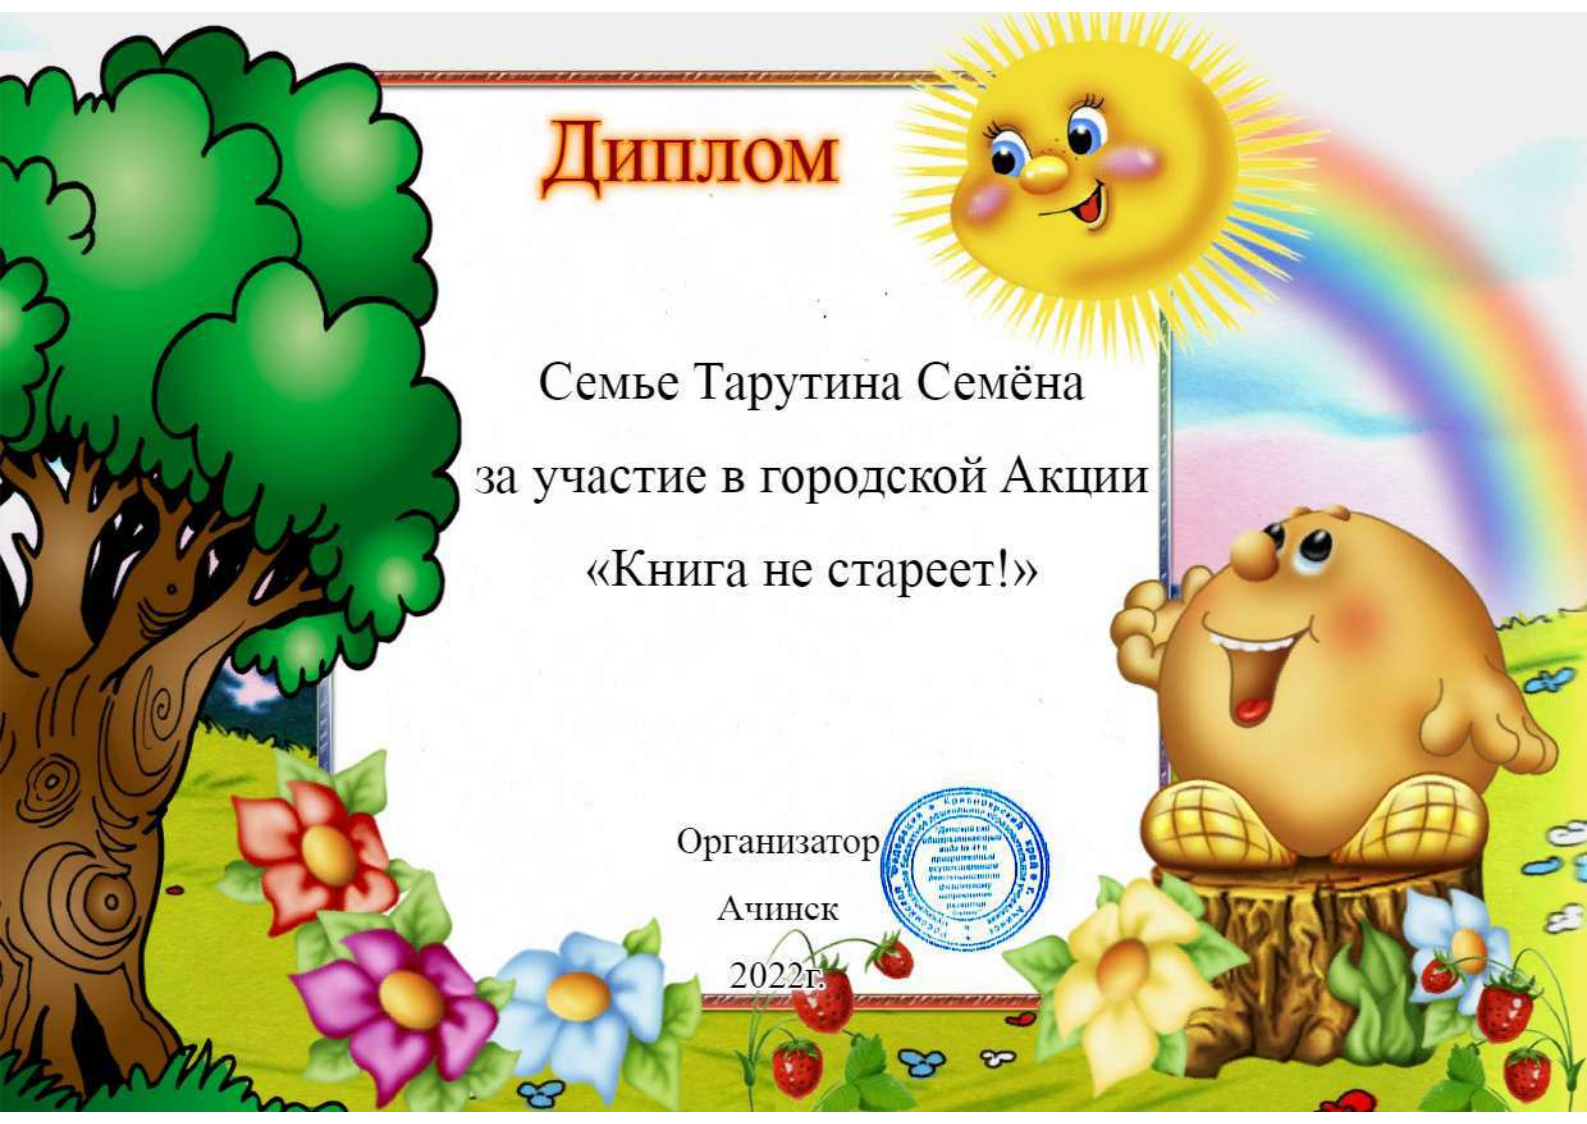 Диплом
Семье Тарутина Семёна
за участие в городской Акции
«Книга не стареет!»
Организатор
Ачинск
2022г.